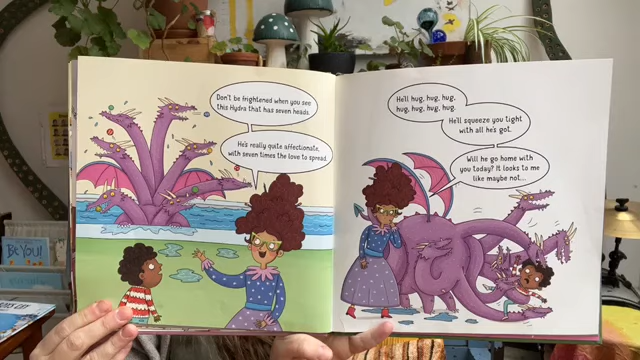 Don't be frightened when you see
this Hydra that has seven heads.
He's really quite affectionate,
with seven times the love to spread.
He'll hug, hug, hug,
hug, hug, hug, hug.
He'll squeeze you tight
with all he's got.
Will he go home with
you today? It looks to me
like maybe not...
BE YOU!